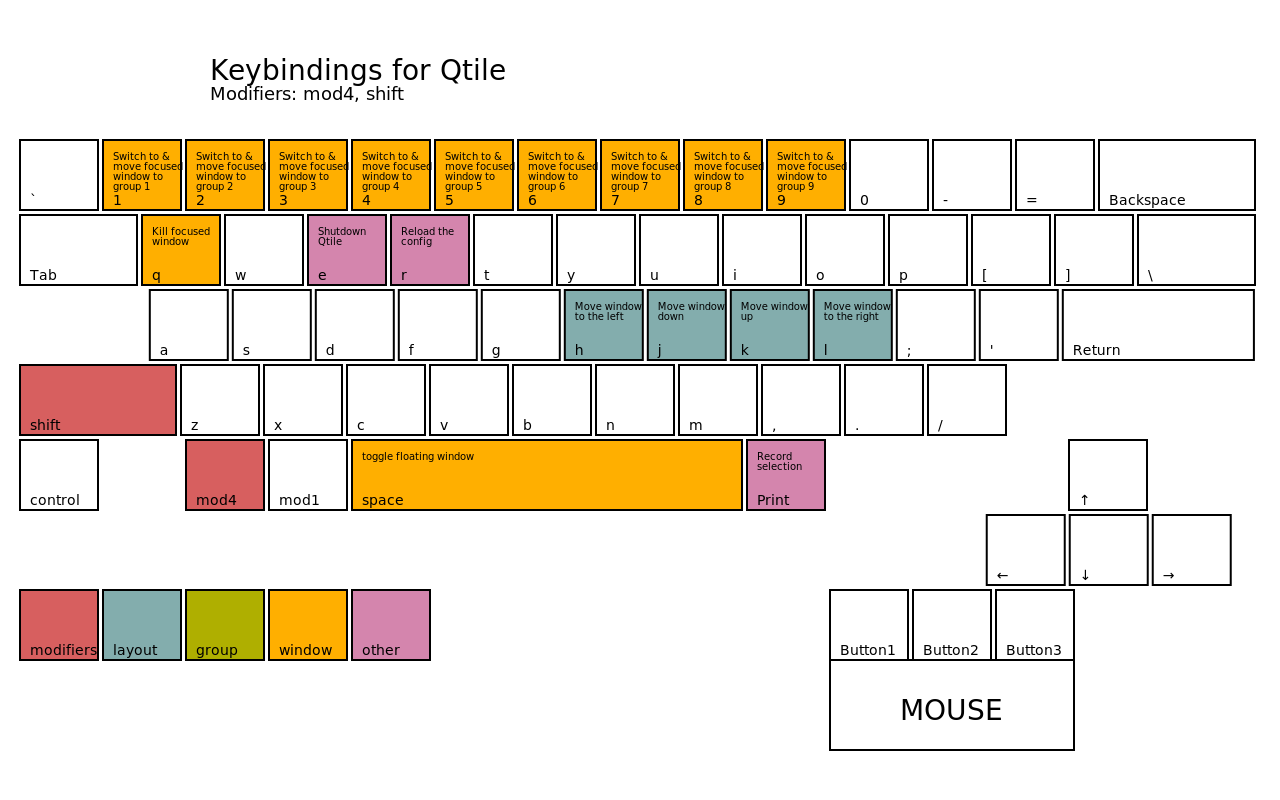 Keybindings for Qtile
Modifiers: mod4, shift
`
Switch to &
move focused
window to
group 1
1
Switch to &
move focused
window to
group 2
2
Switch to &
move focused
window to
group 3
3
Switch to &
move focused
window to
group 4
4
Switch to &
move focused
window to
group 5
5
Switch to &
move focused
window to
group 6
6
Switch to &
move focused
window to
group 7
7
Switch to &
move focused
window to
group 8
8
Switch to &
move focused
window to
group 9
9
0
-
=
Backspace
Tab
Kill focused
window
q
w
Shutdown
Qtile
e
Reload the
config
r
t
y
u
i
o
p
[
]
\
a
s
d
f
g
Move window
to the left
h
Move window
down
j
Move window
up
k
Move window
to the right
l
;
'
Return
shift
z
x
c
v
b
n
m
,
.
/
control
mod4
mod1
toggle floating window
space
Record
selection
Print
↑
←
↓
→
modifiers
layout
group
window
other
Button1
Button2
Button3
MOUSE